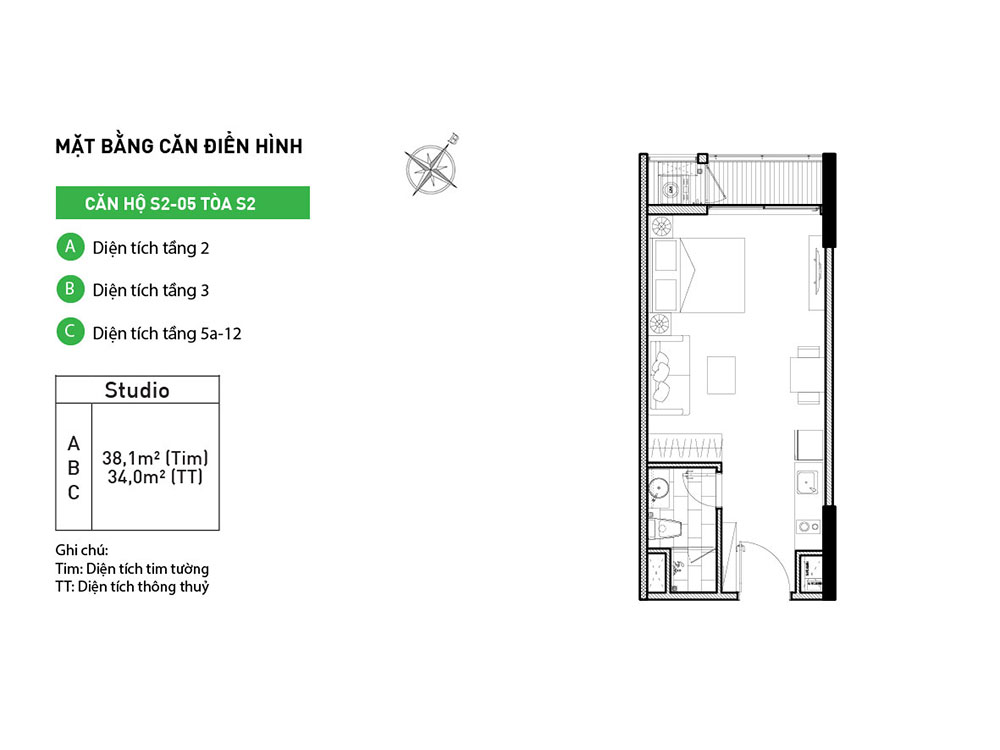 MẶT BẰNG CĂN ĐIỂN HÌNH
B
CĂN HỘ S2-05 TÒA S2
A Diện tích tầng 2
B Diện tích tầng 3
C Diện tích tầng 5a-12
Studio
A
B
C
38,1m² (Tim)
34,0m² (TT)
Ghi chú:
Tim: Diện tích tim tường
TT: Diện tích thông thuỷ